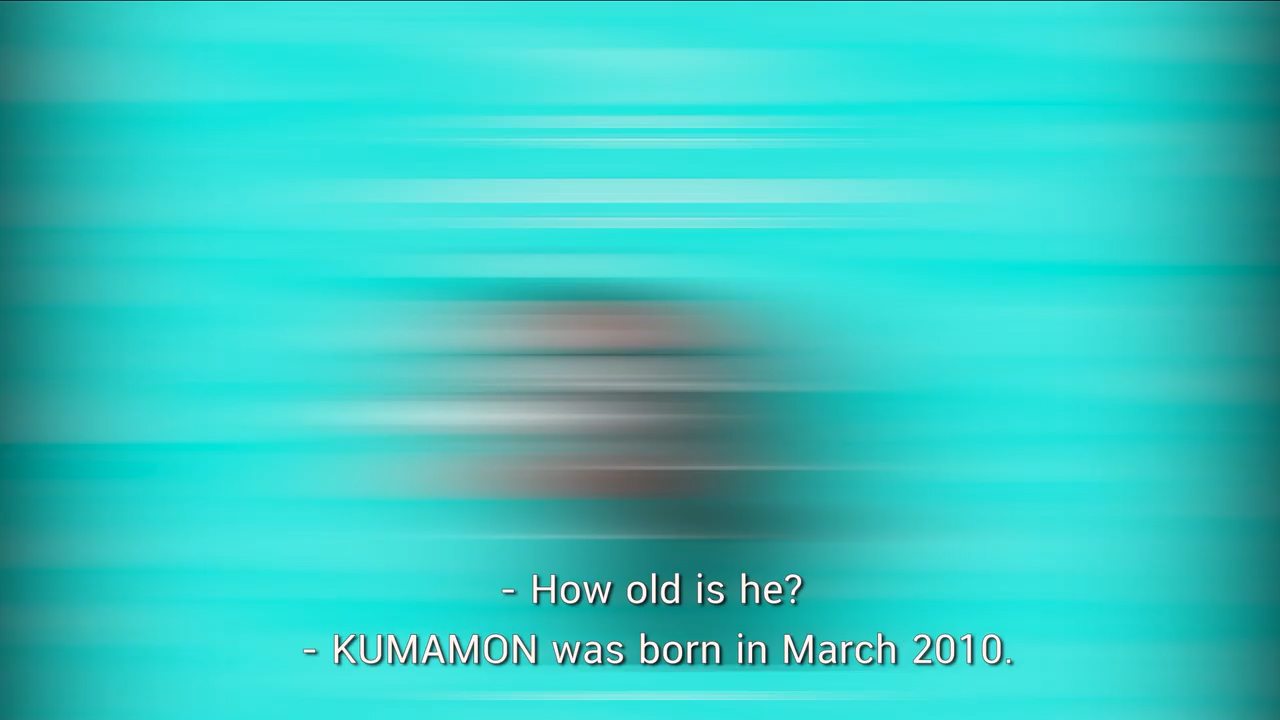 - How old is he?
- KUMAMON was born in March 2010.